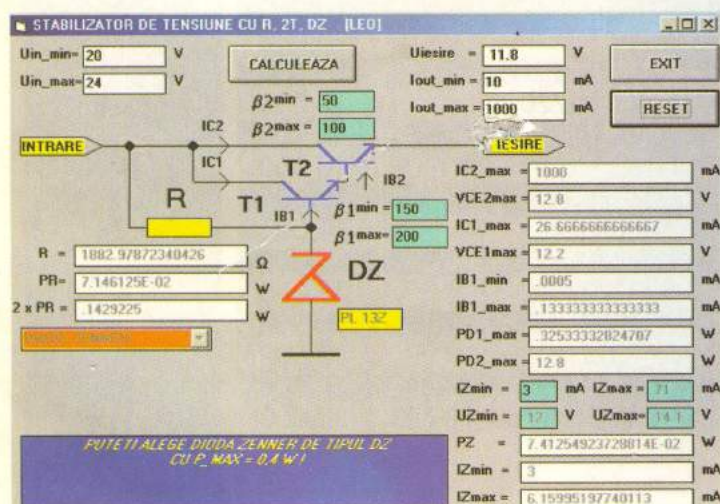 STABILIZATOR DE TENSIUNE CU R, 2T, DZ [LEO]
Uin_min= 20 V
Uin_max= 24 V
CALCULEAZA
Uiesire = 11.8 V
Iout_min = 10 mA
Iout_max = 1000 mA
EXIT
RESET
β2min = 50
β2max = 100
INTRARE
IC2
IC1
T2
T1
IB1
IB2
IESIRE
R
β1min = 150
β1max= 200
DZ
PL 13Z
R = 1882.97872340426 Ω
PR= 7.146125E-02 W
2 x PR = .1429225 W
IC2_max = 1000 mA
VCE2max = 12.8 V
IC1_max = 26.6666666666667 mA
VCE1max = 12.2 V
IB1_min = .0005 mA
IB1_max = .133333333333333 mA
PD1_max = .32533332824707 W
PD2_max = 12.8 W
IZmin = 3 mA IZmax = 71 mA
UZmin = 12 V UZmax= 14.1 V
PZ = 7.41254923728014E-02 W
IZmin = 3 mA
IZmax = 6.15995197740113 mA
PUTETI ALEGE DIODA ZENNER DE TIPUL DZ
CU P_MAX = 0,4 W !